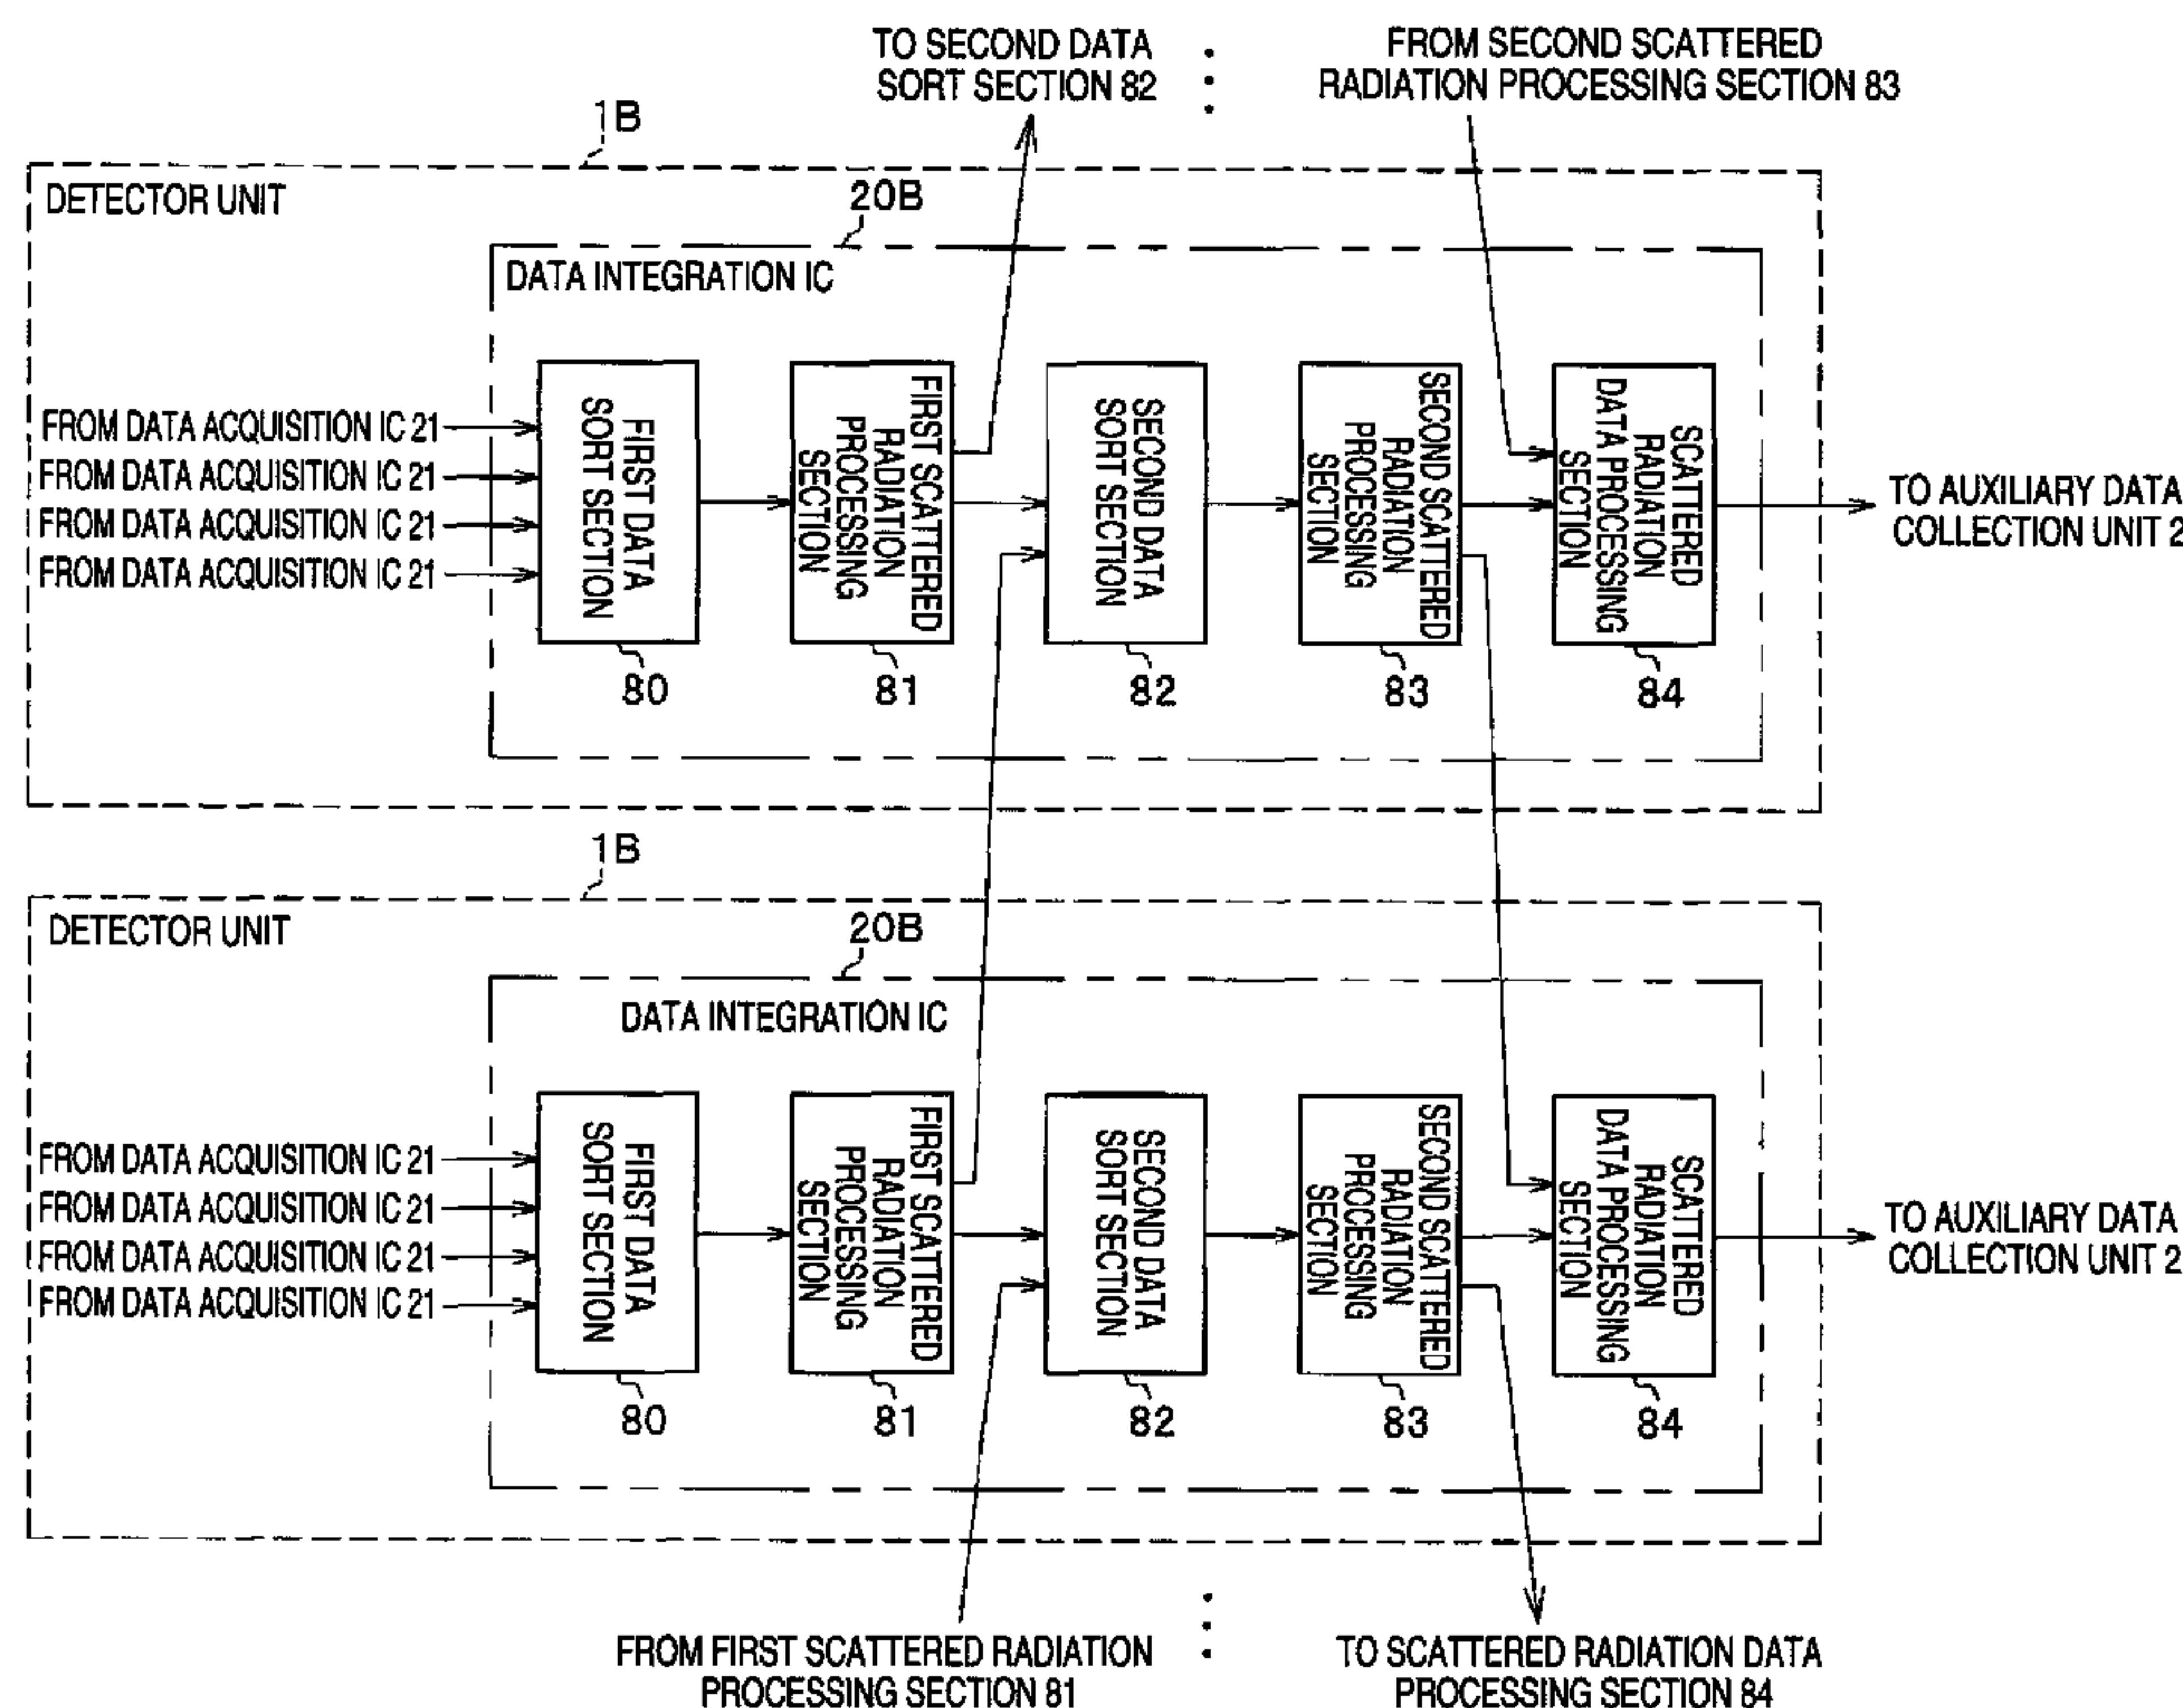 TO SECOND DATA
SORT SECTION 82
FROM SECOND SCATTERED
RADIATION PROCESSING SECTION 83
1B
DETECTOR UNIT
20B
DATA INTEGRATION IC
FROM DATA ACQUISITION IC 21
FROM DATA ACQUISITION IC 21
FROM DATA ACQUISITION IC 21
FROM DATA ACQUISITION IC 21
FIRST DATA
SORT SECTION
FIRST SCATTERED
RADIATION
PROCESSING
SECTION
SECOND DATA
SORT SECTION
SECOND SCATTERED
RADIATION
PROCESSING
SECTION
SCATTERED
RADIATION
DATA PROCESSING
SECTION
TO AUXILIARY DATA
COLLECTION UNIT 2
80
81
82
83
84
1B
DETECTOR UNIT
20B
DATA INTEGRATION IC
FROM DATA ACQUISITION IC 21
FROM DATA ACQUISITION IC 21
FROM DATA ACQUISITION IC 21
FROM DATA ACQUISITION IC 21
FIRST DATA
SORT SECTION
FIRST SCATTERED
RADIATION
PROCESSING
SECTION
SECOND DATA
SORT SECTION
SECOND SCATTERED
RADIATION
PROCESSING
SECTION
SCATTERED
RADIATION
DATA PROCESSING
SECTION
TO AUXILIARY DATA
COLLECTION UNIT 2
80
81
82
83
84
FROM FIRST SCATTERED RADIATION
PROCESSING SECTION 81
TO SCATTERED RADIATION DATA
PROCESSING SECTION 84